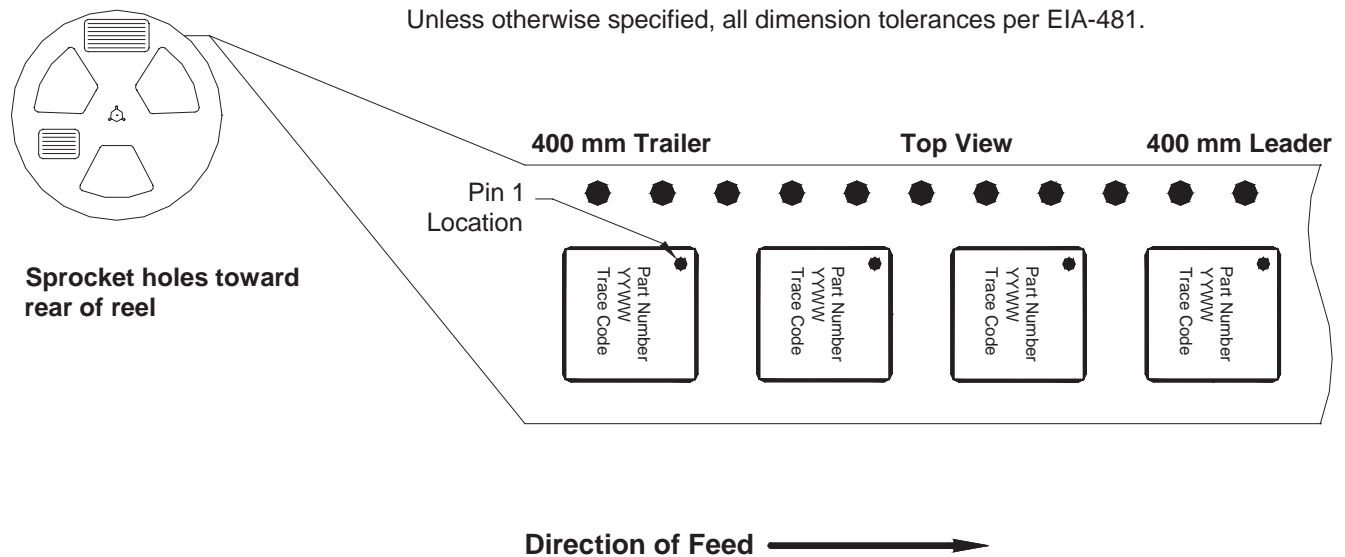 Unless otherwise specified, all dimension tolerances per EIA-481.
400 mm Trailer
Top View
400 mm Leader
Pin 1
Location
Sprocket holes toward
rear of reel
Part Number
YYWW
Trace Code
Part Number
YYWW
Trace Code
Part Number
YYWW
Trace Code
Part Number
YYWW
Trace Code
Direction of Feed